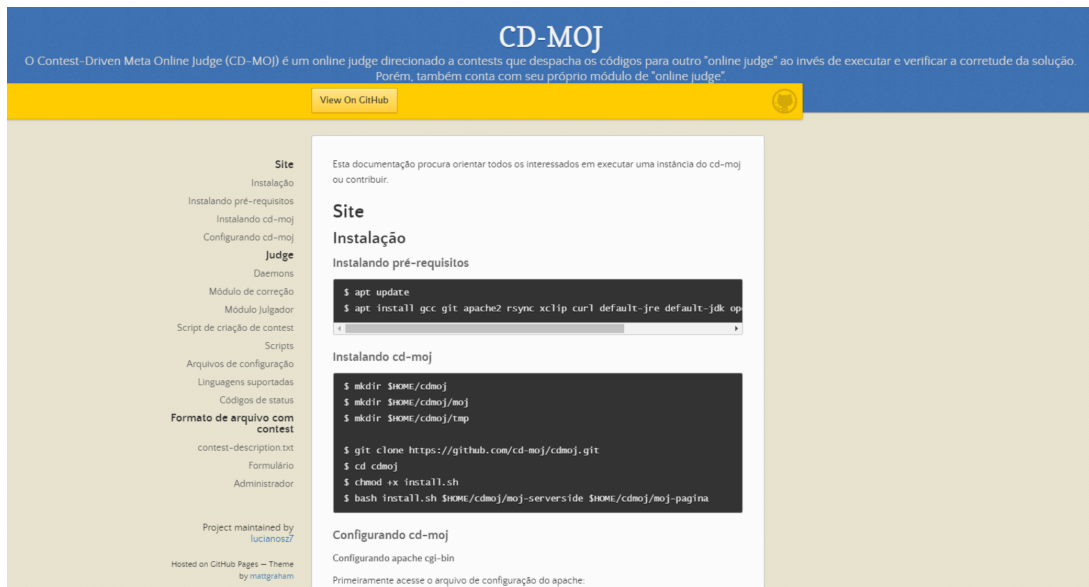 CD-MOJ
O Contest-Driven Meta Online Judge (CD-MOJ) é um online judge direcionado a contests que despacha os códigos para outro "online judge" ao invés de executar e verificar a corretude da solução.
Porém, também conta com seu próprio módulo de "online judge".
View On GitHub
Site
Instalação
Instalando pré-requisitos
Instalando cd-moj
Configurando cd-moj
Judge
Daemons
Módulo de correção
Módulo Julgador
Script de criação de contest
Scripts
Arquivos de configuração
Linguagens suportadas
Códigos de status
Formato de arquivo com
contest
contest-description.txt
Formulário
Administrador
Project maintained by
lucianosz7
Hosted on GitHub Pages — Theme
by mattgraham
Esta documentação procura orientar todos os interessados em executar uma instância do cd-moj
ou contribuir.
Site
Instalação
Instalando pré-requisitos
$ apt update
$ apt install gcc git apache2 rsync xclip curl default-jre default-jdk ope
Instalando cd-moj
$ mkdir $HOME/cdmoj
$ mkdir $HOME/cdmoj/moj
$ mkdir $HOME/cdmoj/tmp
$ git clone https://github.com/cd-moj/cdmoj.git
$ cd cdmoj
$ chmod +x install.sh
$ bash install.sh $HOME/cdmoj/moj-serverside $HOME/cdmoj/moj-pagina
Configurando cd-moj
Configurando apache cgi-bin
Primeiramente acesse o arquivo de configuração do apache: